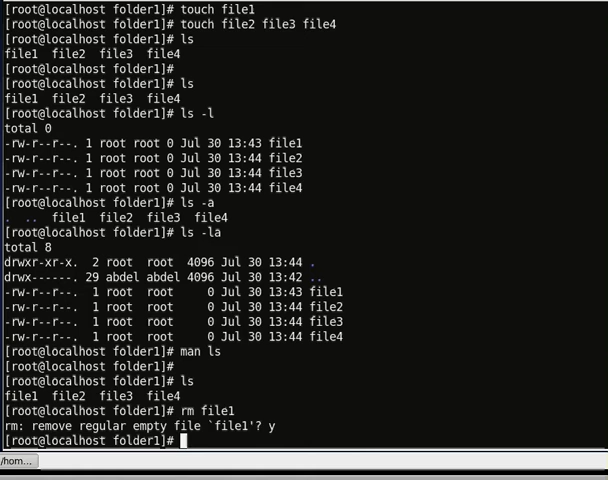 [root@localhost folder1]# touch file1
[root@localhost folder1]# touch file2 file3 file4
[root@localhost folder1]# ls
file1  file2  file3  file4
[root@localhost folder1]#
[root@localhost folder1]# ls
file1  file2  file3  file4
[root@localhost folder1]# ls -l
total 0
-rw-r--r--. 1 root root 0 Jul 30 13:43 file1
-rw-r--r--. 1 root root 0 Jul 30 13:44 file2
-rw-r--r--. 1 root root 0 Jul 30 13:44 file3
-rw-r--r--. 1 root root 0 Jul 30 13:44 file4
[root@localhost folder1]# ls -a
.  ..  file1  file2  file3  file4
[root@localhost folder1]# ls -la
total 8
drwxr-xr-x.  2 root  root  4096 Jul 30 13:44 .
drwx------. 29 abdel abdel 4096 Jul 30 13:42 ..
-rw-r--r--.  1 root  root     0 Jul 30 13:43 file1
-rw-r--r--.  1 root  root     0 Jul 30 13:44 file2
-rw-r--r--.  1 root  root     0 Jul 30 13:44 file3
-rw-r--r--.  1 root  root     0 Jul 30 13:44 file4
[root@localhost folder1]# man ls
[root@localhost folder1]#
[root@localhost folder1]# ls
file1  file2  file3  file4
[root@localhost folder1]# rm file1
rm: remove regular empty file `file1'? y
[root@localhost folder1]#
/hom...